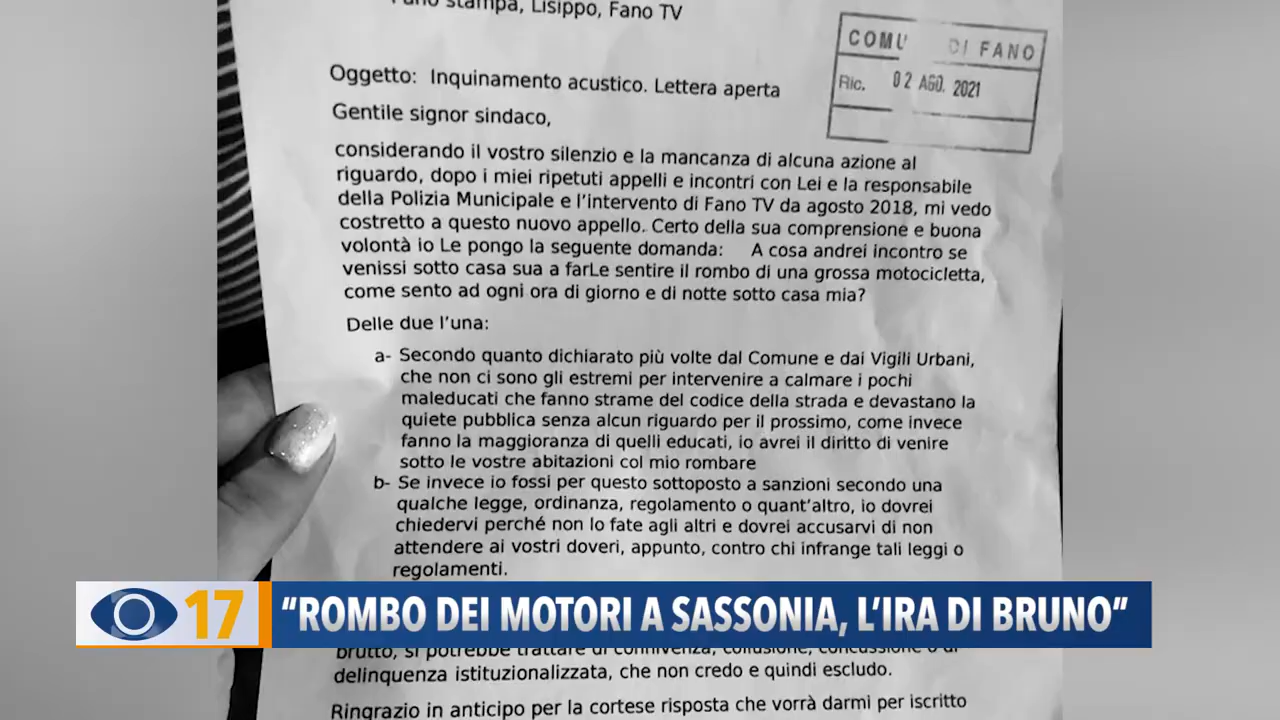 stampa, Lisippo, Fano TV
COMU DI FANO
Ric. 02 AGO. 2021
Oggetto: Inquinamento acustico. Lettera aperta
Gentile signor sindaco,
considerando il vostro silenzio e la mancanza di alcuna azione al
riguardo, dopo i miei ripetuti appelli e incontri con Lei e la responsabile
della Polizia Municipale e l'intervento di Fano TV da agosto 2018, mi vedo
costretto a questo nuovo appello. Certo della sua comprensione e buona
volontà io Le pongo la seguente domanda: A cosa andrei incontro se
venissi sotto casa sua a farLe sentire il rombo di una grossa motocicletta,
come sento ad ogni ora di giorno e di notte sotto casa mia?
Delle due l'una:
a- Secondo quanto dichiarato più volte dal Comune e dai Vigili Urbani,
che non ci sono gli estremi per intervenire a calmare i pochi
maleducati che fanno strame del codice della strada e devastano la
quiete pubblica senza alcun riguardo per il prossimo, come invece
fanno la maggioranza di quelli educati, io avrei il diritto di venire
sotto le vostre abitazioni col mio rombare
b- Se invece io fossi per questo sottoposto a sanzioni secondo una
qualche legge, ordinanza, regolamento o quant'altro, io dovrei
chiedervi perché non lo fate agli altri e dovrei accusarvi di non
attendere ai vostri doveri, appunto, contro chi infrange tali leggi o
regolamenti.
17 “ROMBO DEI MOTORI A SASSONIA, L'IRA DI BRUNO“
brutto, si potrebbe trattare di connivenza, collusione, concussione o di
delinquenza istituzionalizzata, che non credo e quindi escludo.
Ringrazio in anticipo per la cortese risposta che vorrà darmi per iscritto